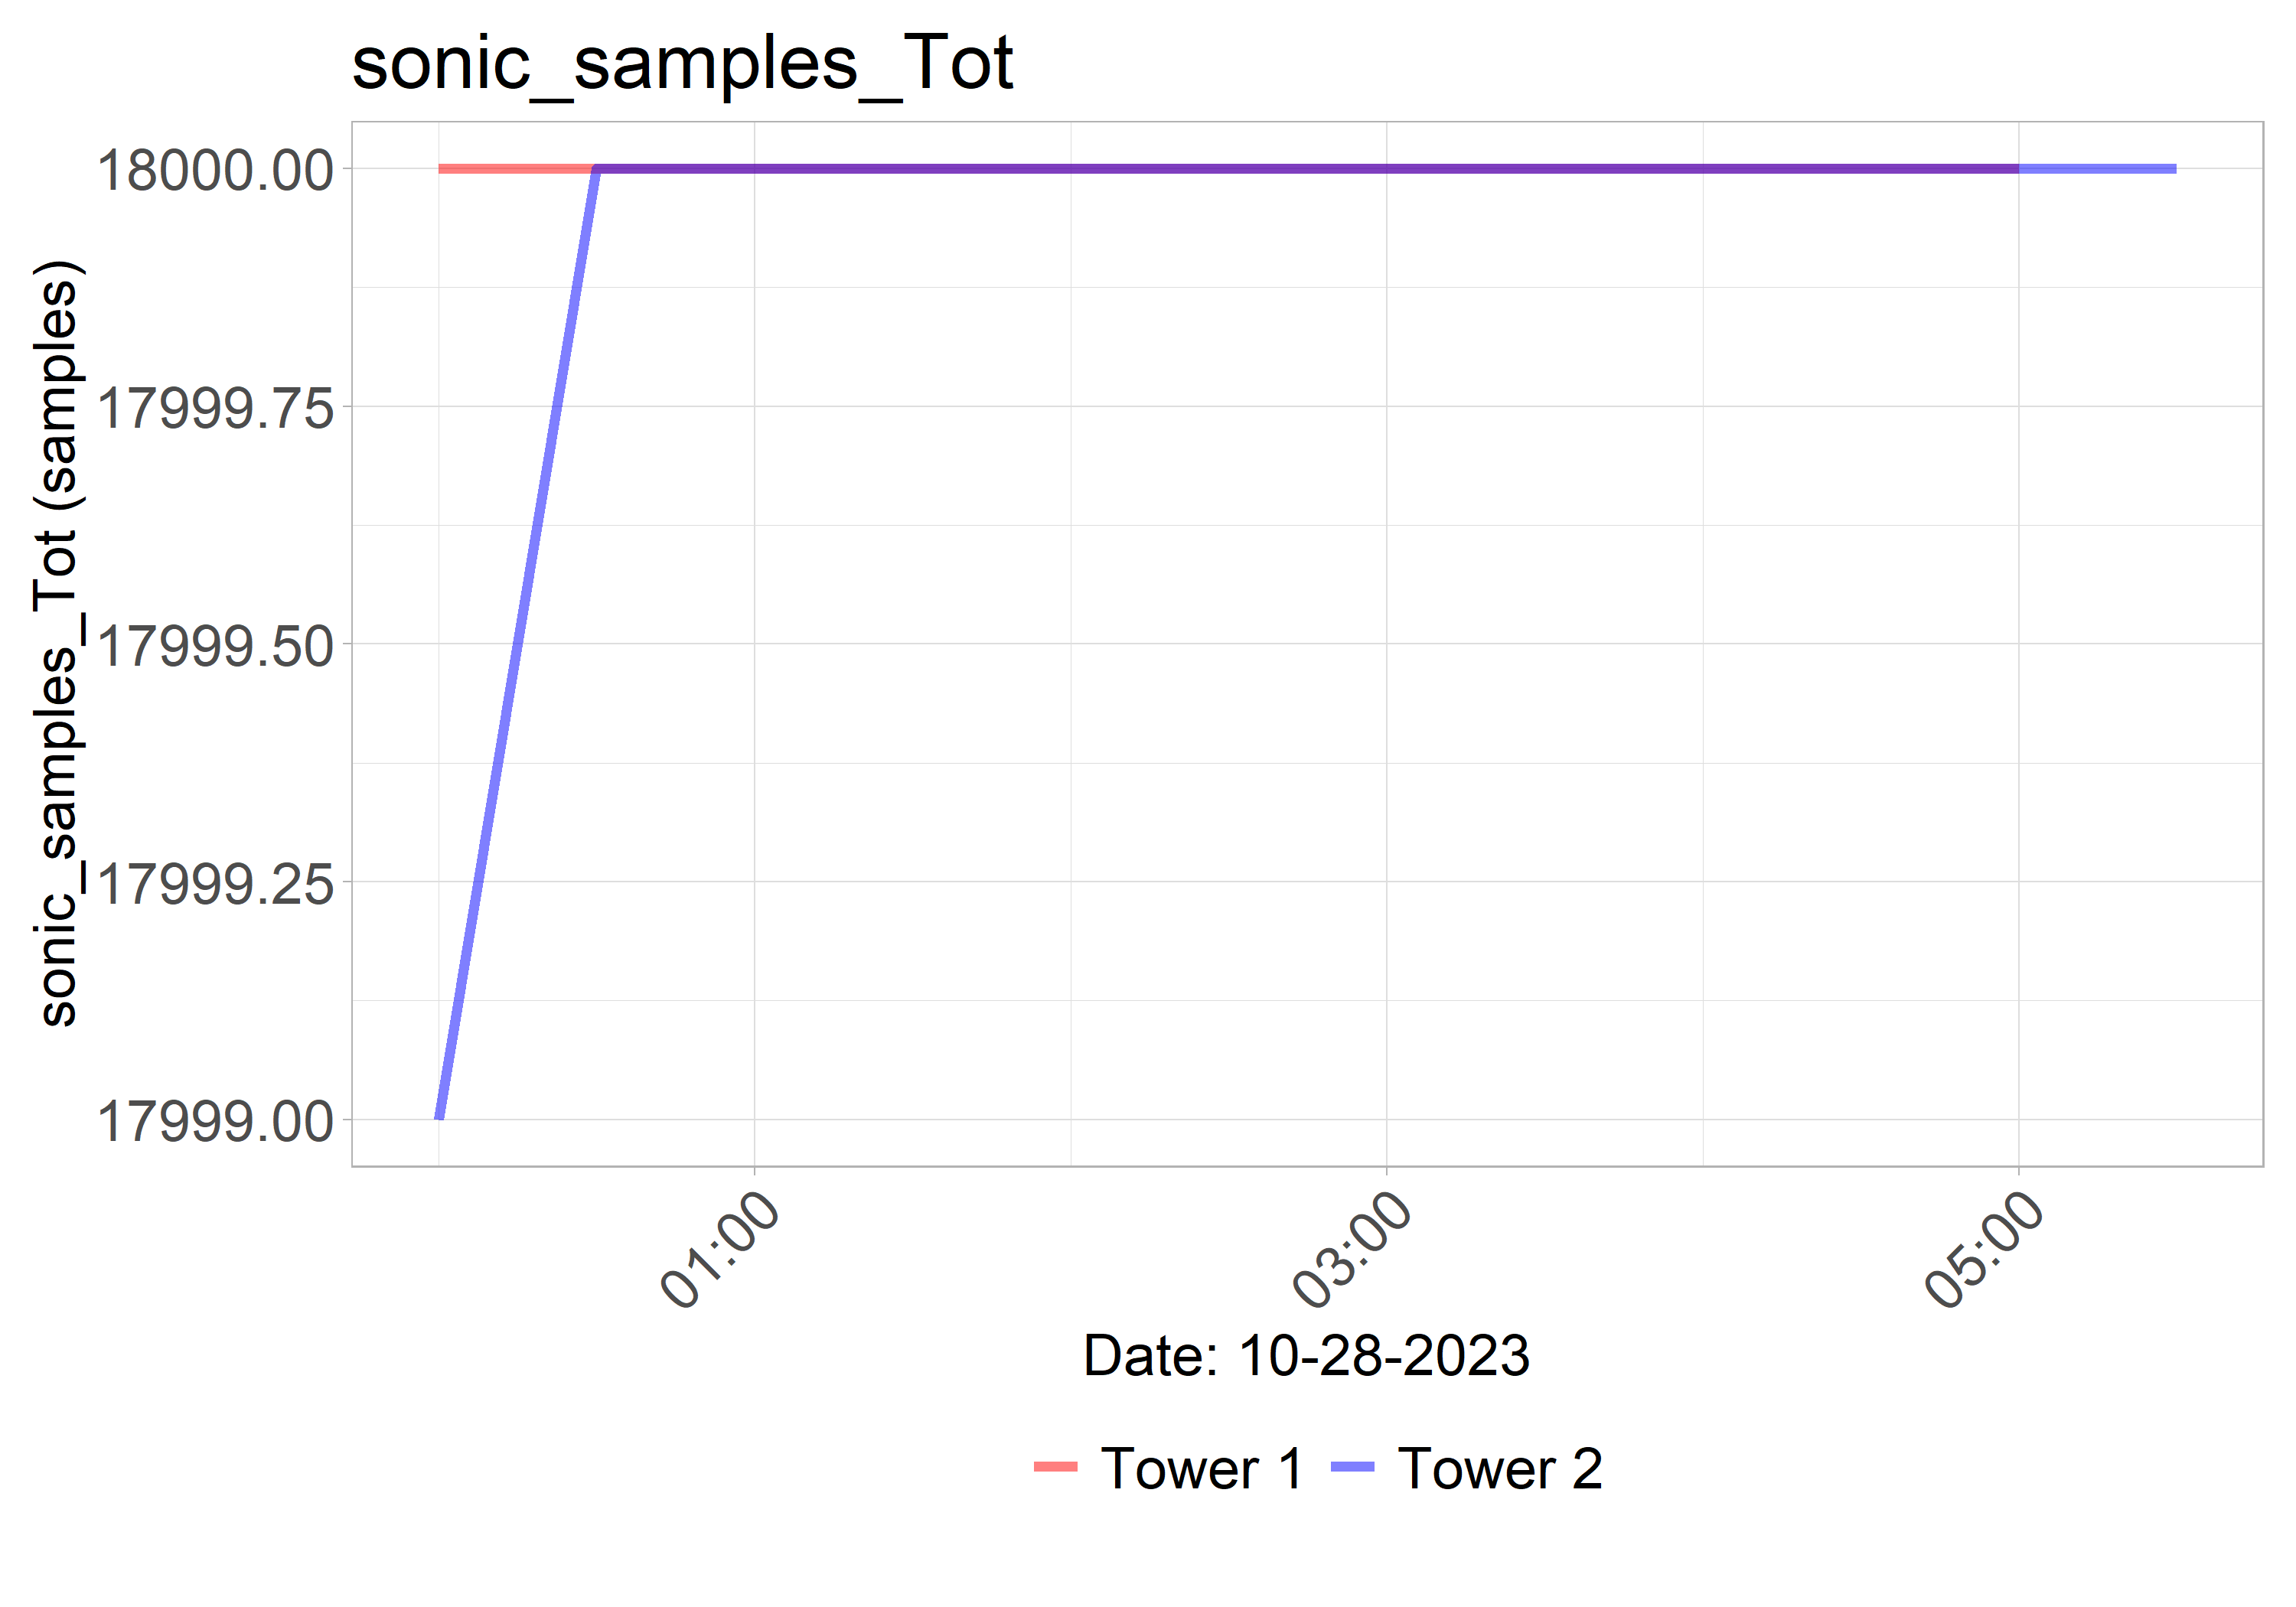 sonic_samples_Tot
sonic_samples_Tot (samples)
18000.00
17999.75
17999.50
17999.25
17999.00
01:00
03:00
05:00
Date: 10-28-2023
Tower 1
Tower 2